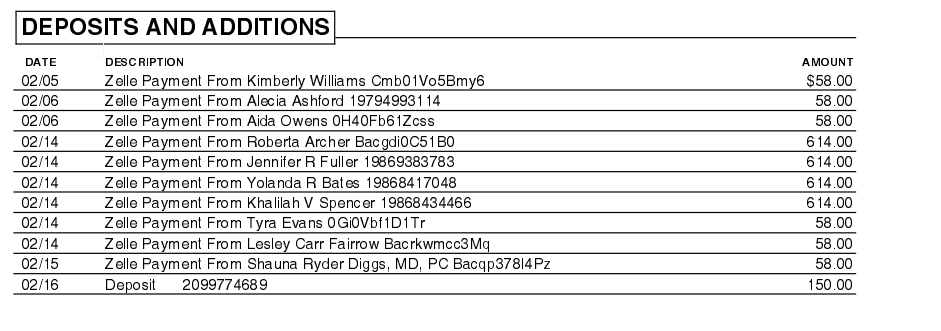 DEPOSITS AND ADDITIONS
DATE DESCRIPTION AMOUNT
02/05 Zelle Payment From Kimberly Williams Cmb01Vo5Bmy6 $58.00
02/06 Zelle Payment From Alecia Ashford 19794993114 58.00
02/06 Zelle Payment From Aida Owens 0H40Fb61Zcss 58.00
02/14 Zelle Payment From Roberta Archer Bacgdi0C51B0 614.00
02/14 Zelle Payment From Jennifer R Fuller 19869383783 614.00
02/14 Zelle Payment From Yolanda R Bates 19868417048 614.00
02/14 Zelle Payment From Khalilah V Spencer 19868434466 614.00
02/14 Zelle Payment From Tyra Evans 0Gi0Vbf1D1Tr 58.00
02/14 Zelle Payment From Lesley Carr Fairrow Bacrkwmcc3Mq 58.00
02/15 Zelle Payment From Shauna Ryder Diggs, MD, PC Bacqp378l4Pz 58.00
02/16 Deposit 2099774689 150.00